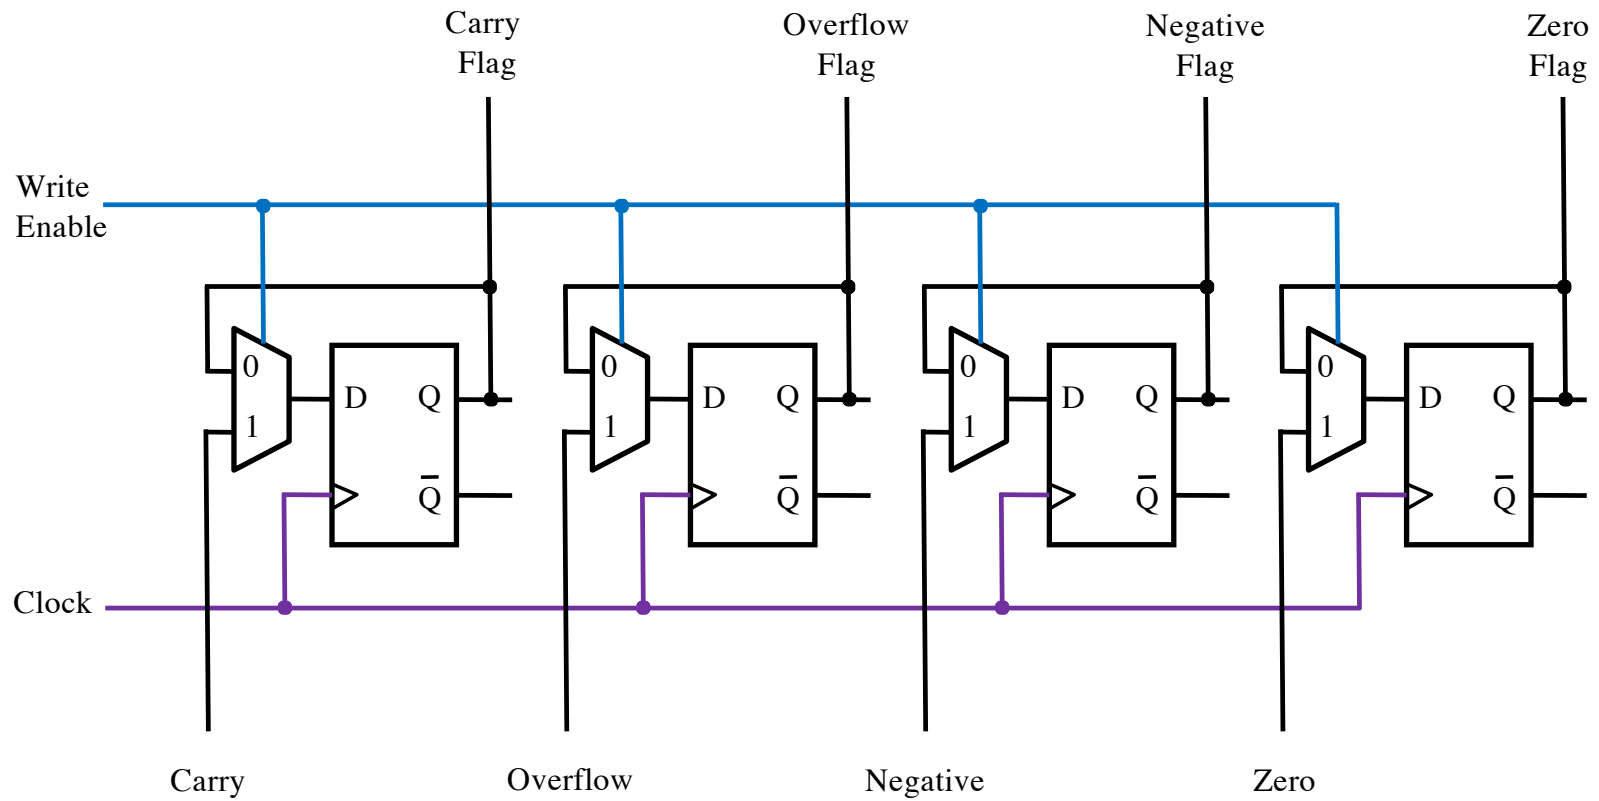 Carry
Flag
Overflow
Flag
Negative
Flag
Zero
Flag
Write
Enable
0
1
D
Q
Q̅
0
1
D
Q
Q̅
0
1
D
Q
Q̅
0
1
D
Q
Q̅
Clock
Carry
Overflow
Negative
Zero